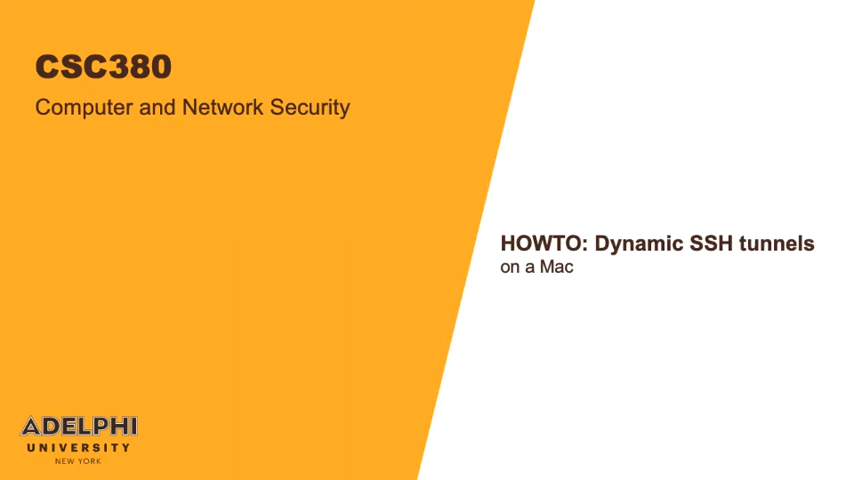 CSC380
Computer and Network Security
HOWTO: Dynamic SSH tunnels
on a Mac
ADELPHI
UNIVERSITY
NEW YORK